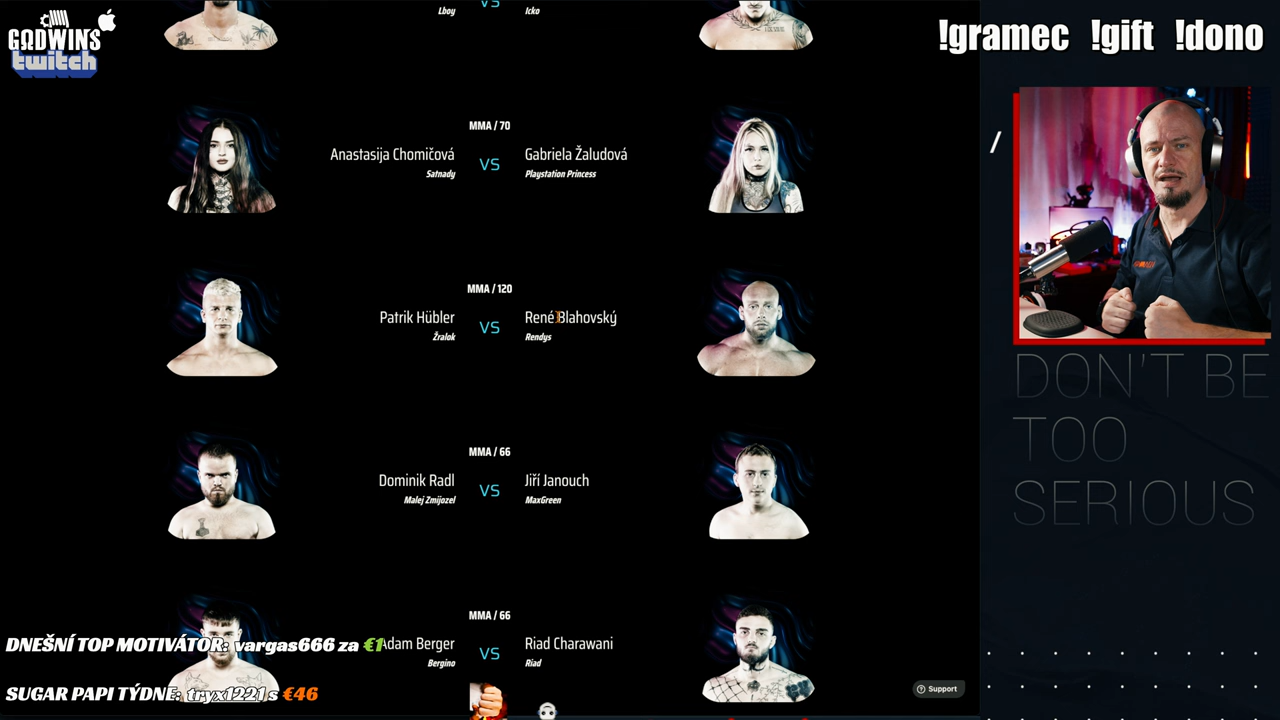 GODWINS
twitch
!gramec !gift !dono
Lboy
VS
Icko
MMA / 70
Anastasija Chomičová
VS
Gabriela Žaludová
Satnady
Playstation Princess
MMA / 120
Patrik Hübler
VS
René Blahovský
Žralok
Rendys
MMA / 66
Dominik Radl
VS
Jiří Janouch
Malej Zmijozel
MaxGreen
MMA / 66
Adam Berger
VS
Riad Charawani
Bergino
Riad
DNEŠNÍ TOP MOTIVÁTOR: vargas666 za €1
SUGAR PAPI TÝDNE: tryx1221 s €46
Support
/
DON'T BE
TOO
SERIOUS